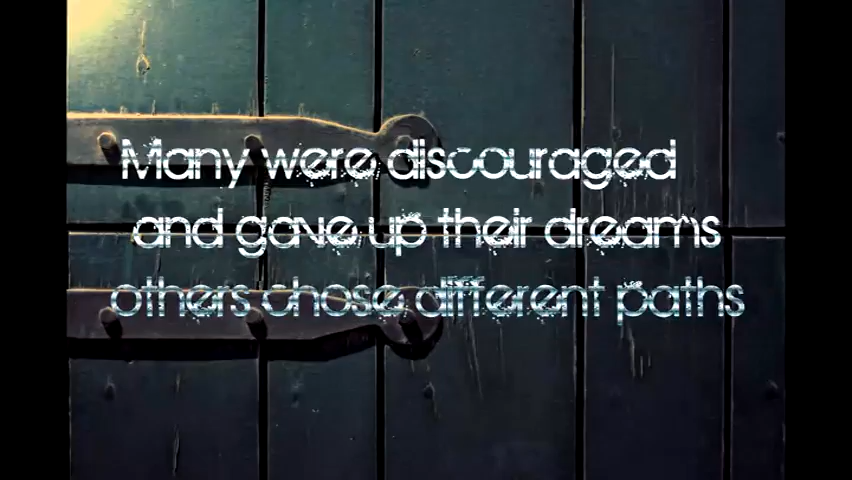 Many were discouraged
and gave up their dreams
others chose different paths